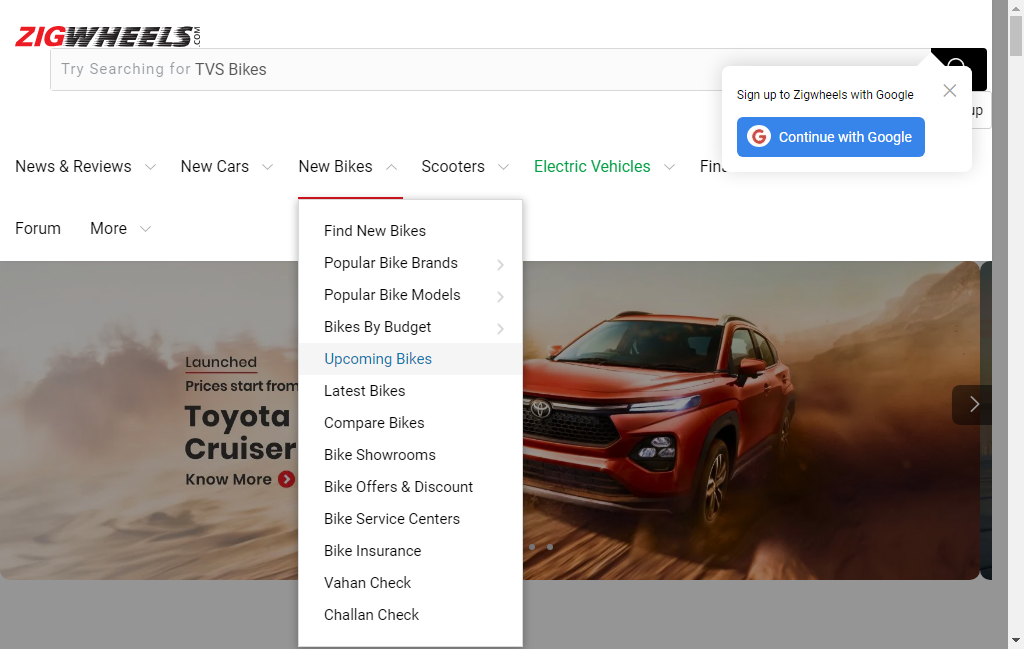 ZIGWHEELS.COM
Try Searching for TVS Bikes
Sign up to Zigwheels with Google
up
Continue with Google
News & Reviews
New Cars
New Bikes
Scooters
Electric Vehicles
Forum
More
Find New Bikes
Popular Bike Brands
Popular Bike Models
Bikes By Budget
Upcoming Bikes
Latest Bikes
Compare Bikes
Bike Showrooms
Bike Offers & Discount
Bike Service Centers
Bike Insurance
Vahan Check
Challan Check
Launched
Prices start from
Toyota
Cruiser
Know More